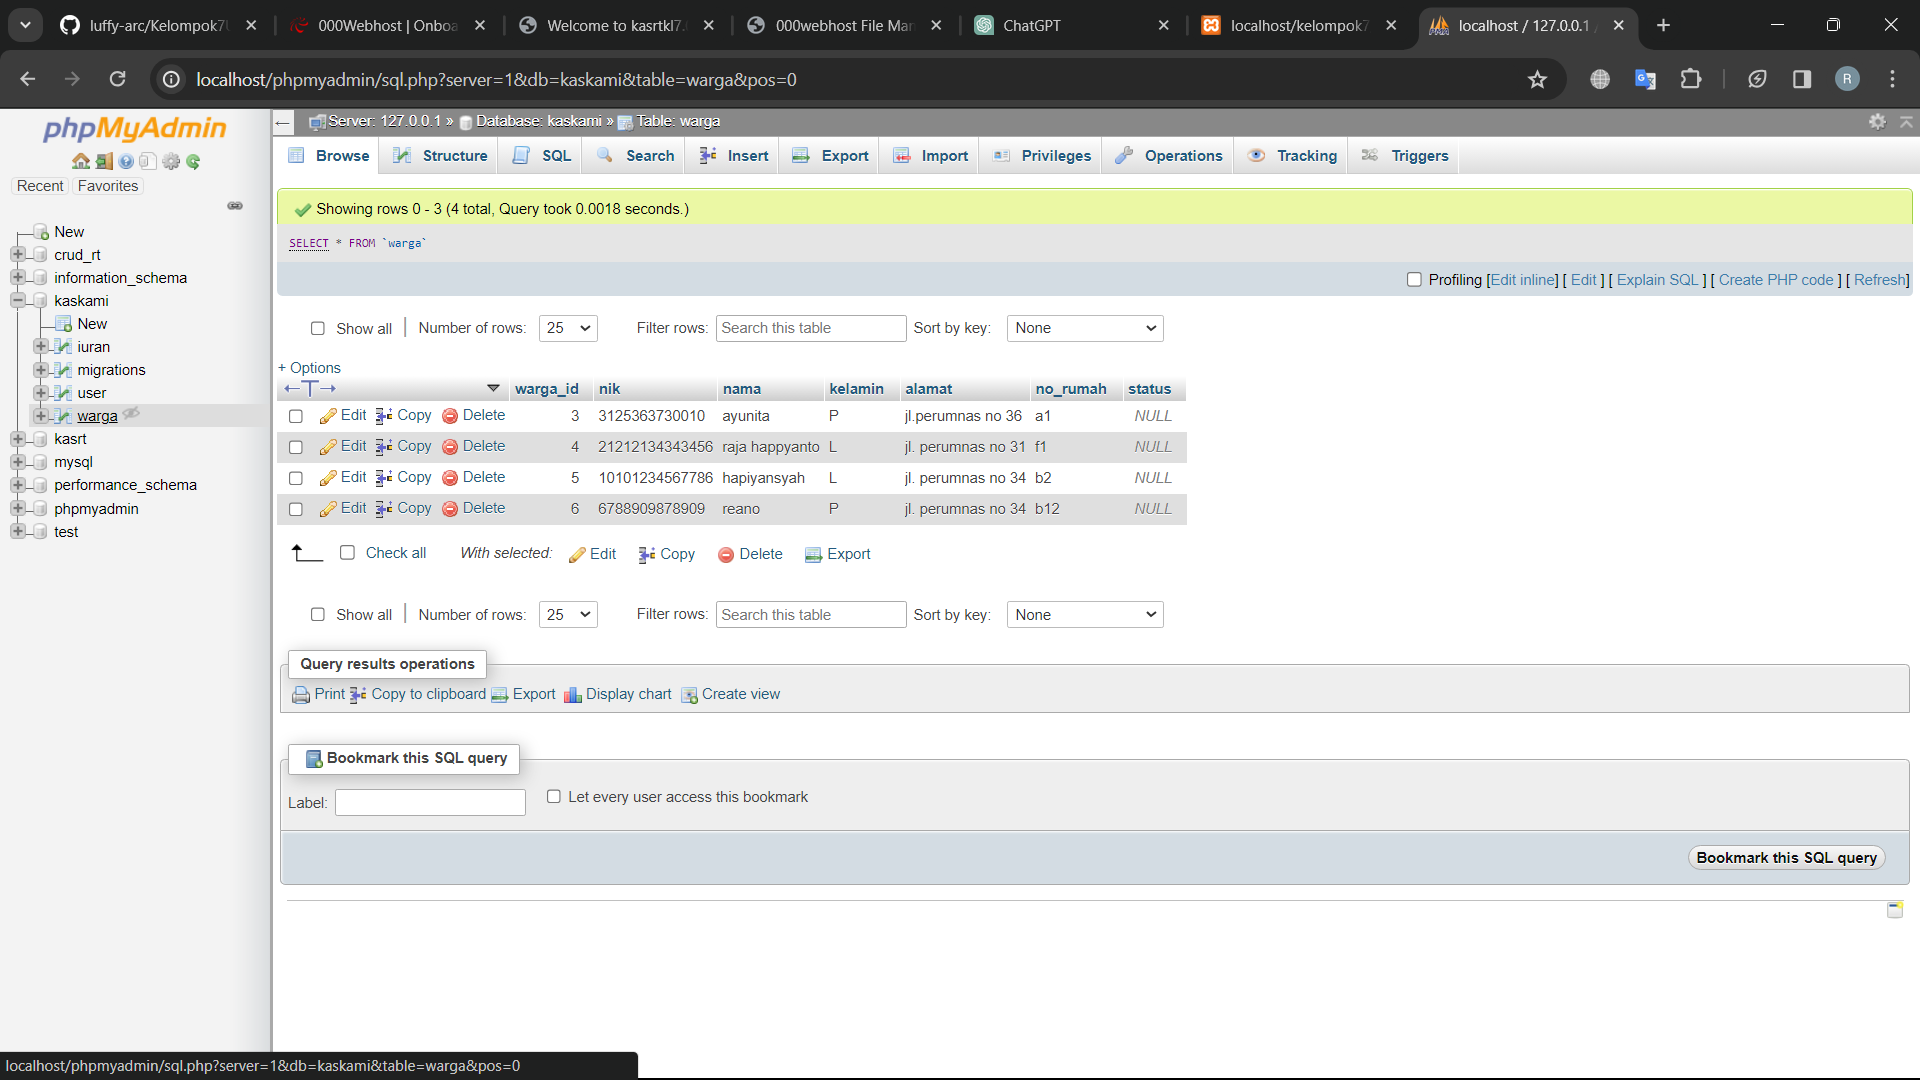 luffy-arc/Kelompok7U
000Webhost | Onboa
Welcome to kasrtkl7.
000webhost File Man
ChatGPT
localhost/kelompok7
localhost / 127.0.0.1 /
localhost/phpmyadmin/sql.php?server=1&db=kaskami&table=warga&pos=0
R
phpMyAdmin
Recent Favorites
New
crud_rt
information_schema
kaskami
New
iuran
migrations
user
warga
kasrt
mysql
performance_schema
phpmyadmin
test
Server: 127.0.0.1 » Database: kaskami » Table: warga
Browse Structure SQL Search Insert Export Import Privileges Operations Tracking Triggers
Showing rows 0 - 3 (4 total, Query took 0.0018 seconds.)
SELECT * FROM `warga`
Profiling [Edit inline] [ Edit ] [ Explain SQL ] [ Create PHP code ] [ Refresh]
Show all Number of rows: 25 Filter rows: Search this table Sort by key: None
+ Options
←T→ warga_id nik nama kelamin alamat no_rumah status
Edit Copy Delete 3 3125363730010 ayunita P jl.perumnas no 36 a1 NULL
Edit Copy Delete 4 21212134343456 raja happyanto L jl. perumnas no 31 f1 NULL
Edit Copy Delete 5 10101234567786 hapiyansyah L jl. perumnas no 34 b2 NULL
Edit Copy Delete 6 6788909878909 reano P jl. perumnas no 34 b12 NULL
Check all With selected: Edit Copy Delete Export
Show all Number of rows: 25 Filter rows: Search this table Sort by key: None
Query results operations
Print Copy to clipboard Export Display chart Create view
Bookmark this SQL query
Label: Let every user access this bookmark
Bookmark this SQL query
localhost/phpmyadmin/sql.php?server=1&db=kaskami&table=warga&pos=0